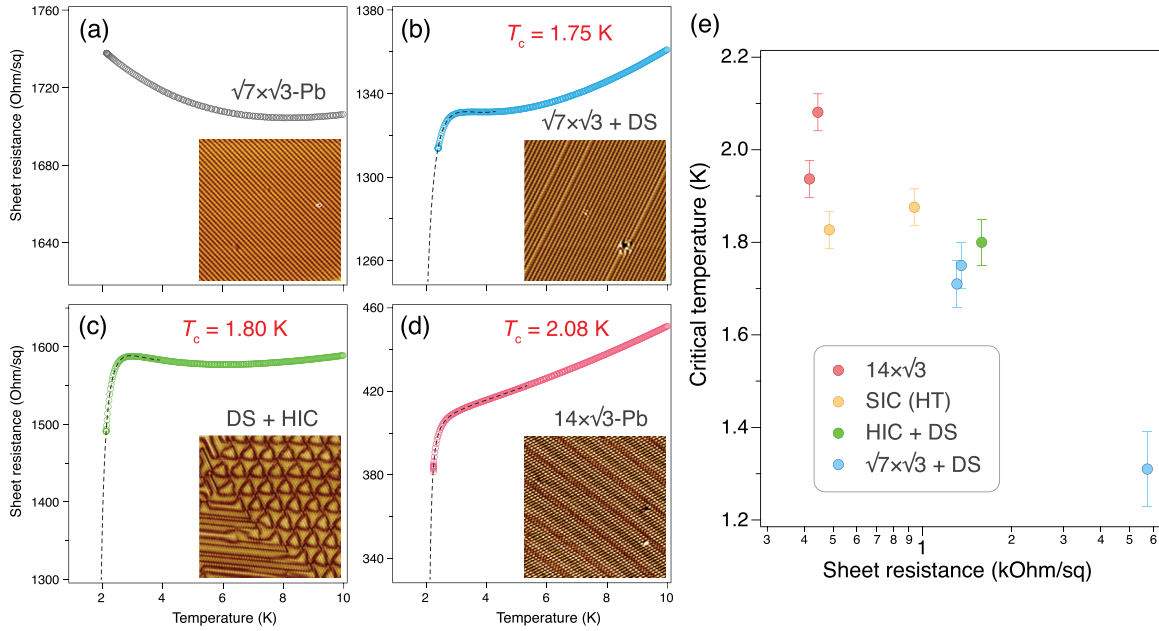 (a)
√7×√3-Pb
Sheet resistance (Ohm/sq)
1760
1720
1680
1640
(b)
Tc = 1.75 K
√7×√3 + DS
1380
1340
1300
1260
(c)
Tc = 1.80 K
DS + HIC
Sheet resistance (Ohm/sq)
1600
1500
1400
1300
2 4 6 8 10
Temperature (K)
(d)
Tc = 2.08 K
14×√3-Pb
460
420
380
340
2 4 6 8 10
Temperature (K)
(e)
Critical temperature (K)
2.2
2.0
1.8
1.6
1.4
1.2
14×√3
SIC (HT)
HIC + DS
√7×√3 + DS
3 4 5 6 7 8 9 1 2 3 4 5 6
Sheet resistance (kOhm/sq)